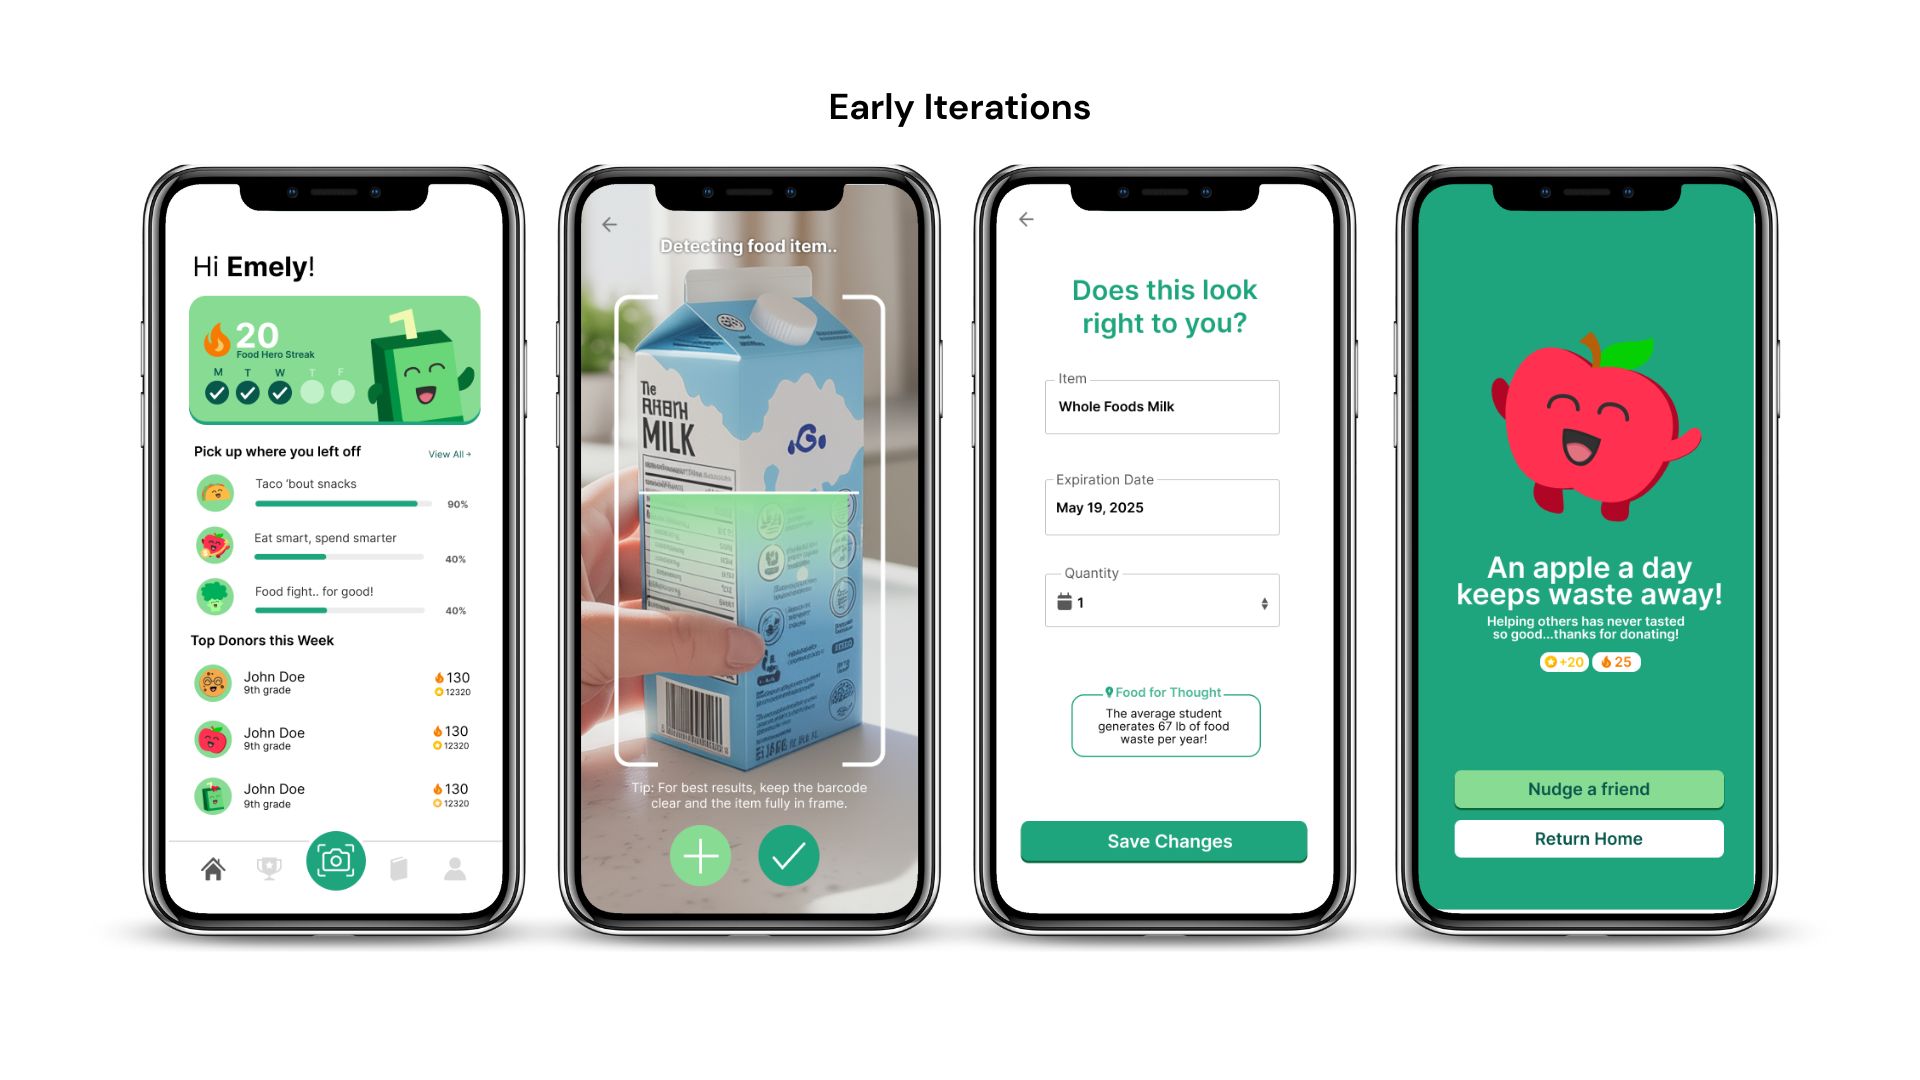 Early Iterations
Hi Emely!
20
Food Hero Streak
M T W T F
Pick up where you left off
View All
Taco ‘bout snacks
90%
Eat smart, spend smarter
40%
Food fight.. for good!
40%
Top Donors this Week
John Doe
130
9th grade
12320
John Doe
130
9th grade
12320
John Doe
130
9th grade
12320
Detecting food item..
MILK
Tip: For best results, keep the barcode
clear and the item fully in frame.
Does this look
right to you?
Item
Whole Foods Milk
Expiration Date
May 19, 2025
Quantity
1
Food for Thought
The average student
generates 67 lb of food
waste per year!
Save Changes
An apple a day
keeps waste away!
Helping others has never tasted
so good...thanks for donating!
+20 25
Nudge a friend
Return Home